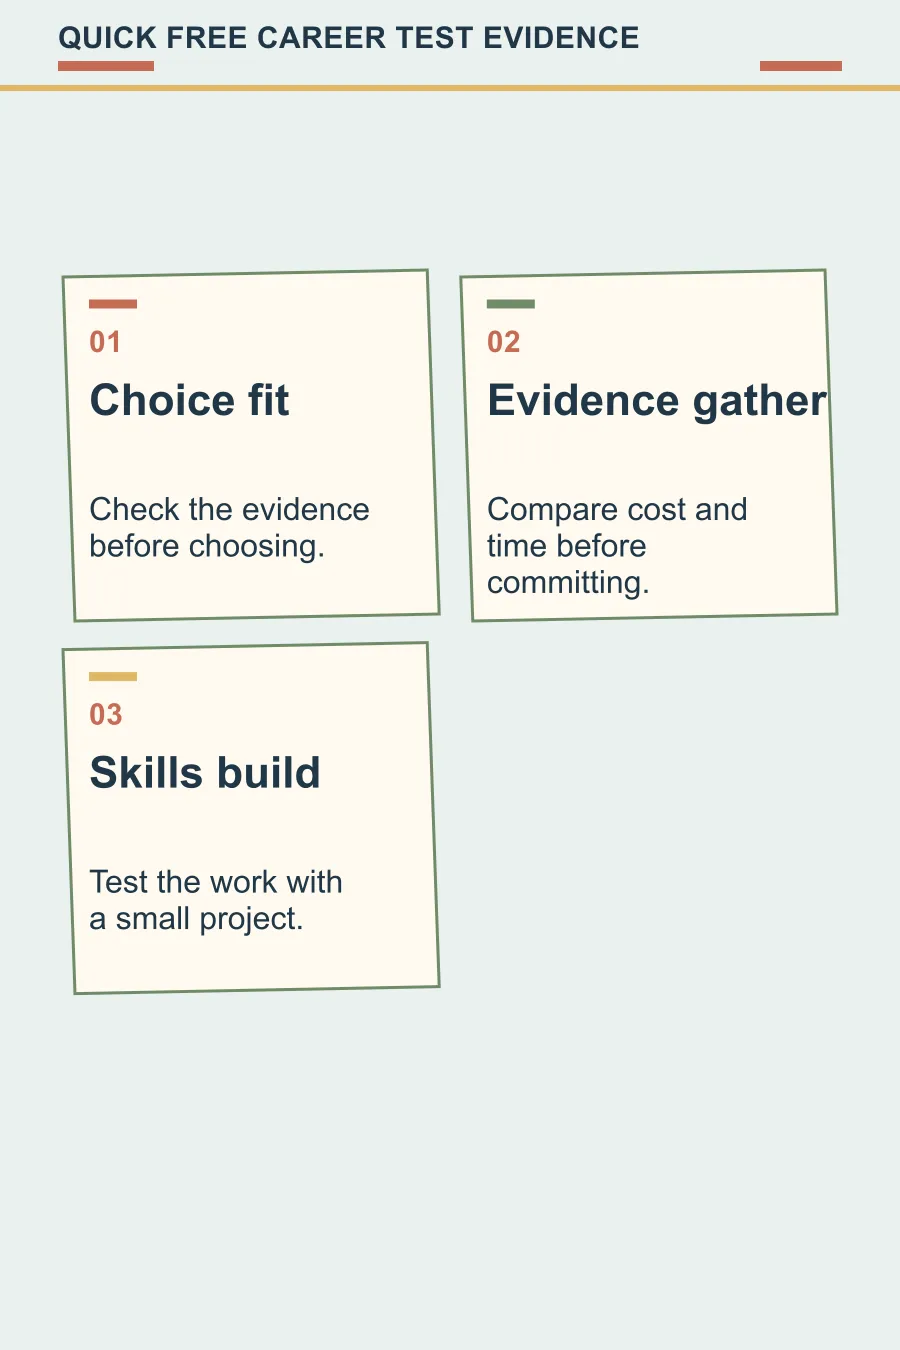 QUICK FREE CAREER TEST EVIDENCE
01
Choice fit
Check the evidence
before choosing.
02
Evidence gather
Compare cost and
time before
committing.
03
Skills build
Test the work with
a small project.